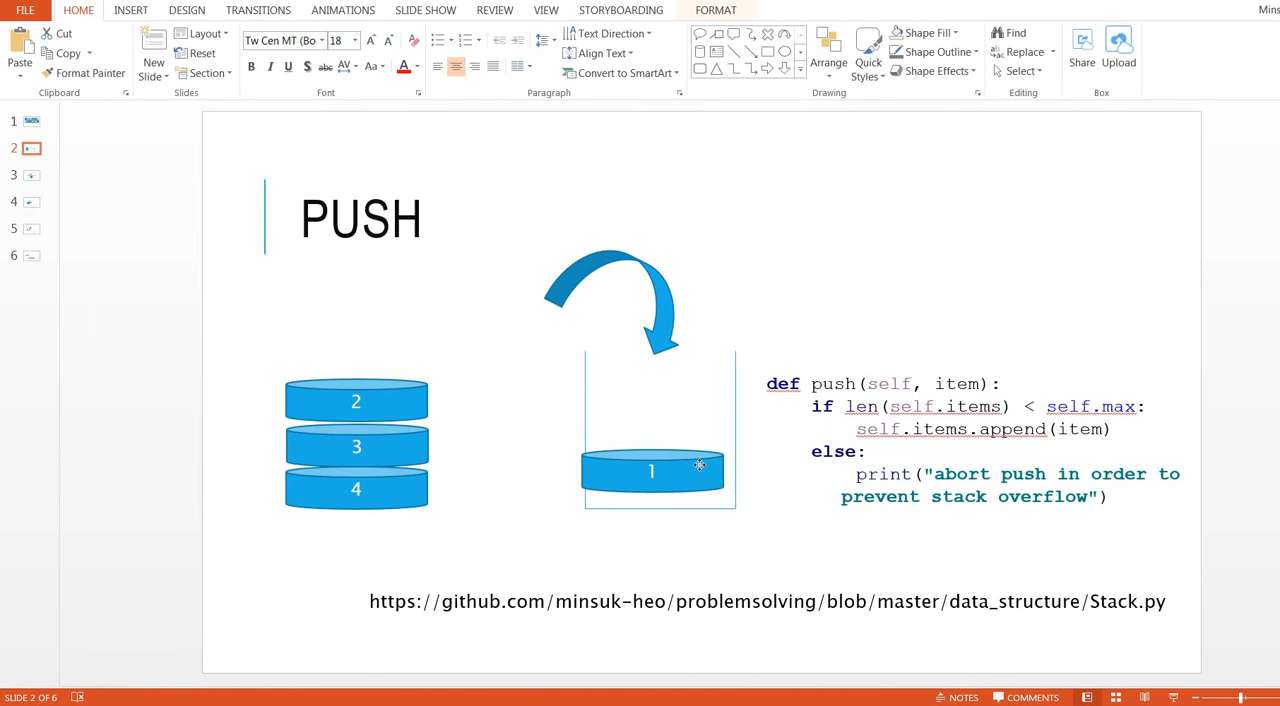 FILE HOME INSERT DESIGN TRANSITIONS ANIMATIONS SLIDE SHOW REVIEW VIEW STORYBOARDING FORMAT
Mins
Paste
Cut
Copy
Format Painter
Clipboard
New
Slide
Layout
Reset
Section
Slides
Tw Cen MT (Bo 18
B I U S abc AV Aa A
Font
Text Direction
Align Text
Convert to SmartArt
Paragraph
Arrange
Quick
Styles
Shape Fill
Shape Outline
Shape Effects
Drawing
Find
Replace
Select
Editing
Share
Upload
Box
1
2
3
4
5
6
PUSH
2
3
4
1
def push(self, item):
if len(self.items) < self.max:
self.items.append(item)
else:
print("abort push in order to
prevent stack overflow")
https://github.com/minsuk-heo/problemsolving/blob/master/data_structure/Stack.py
SLIDE 2 OF 6
NOTES
COMMENTS